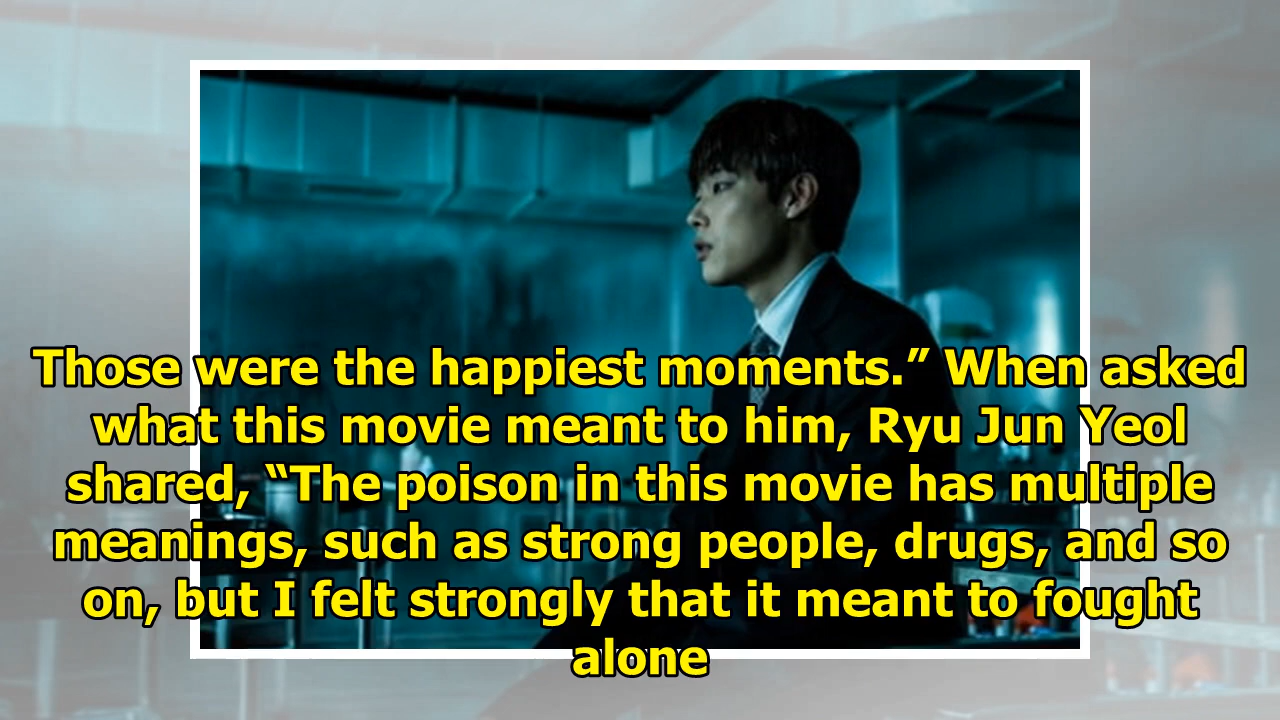 Those were the happiest moments.” When asked
what this movie meant to him, Ryu Jun Yeol
shared, “The poison in this movie has multiple
meanings, such as strong people, drugs, and so
on, but I felt strongly that it meant to fought
alone